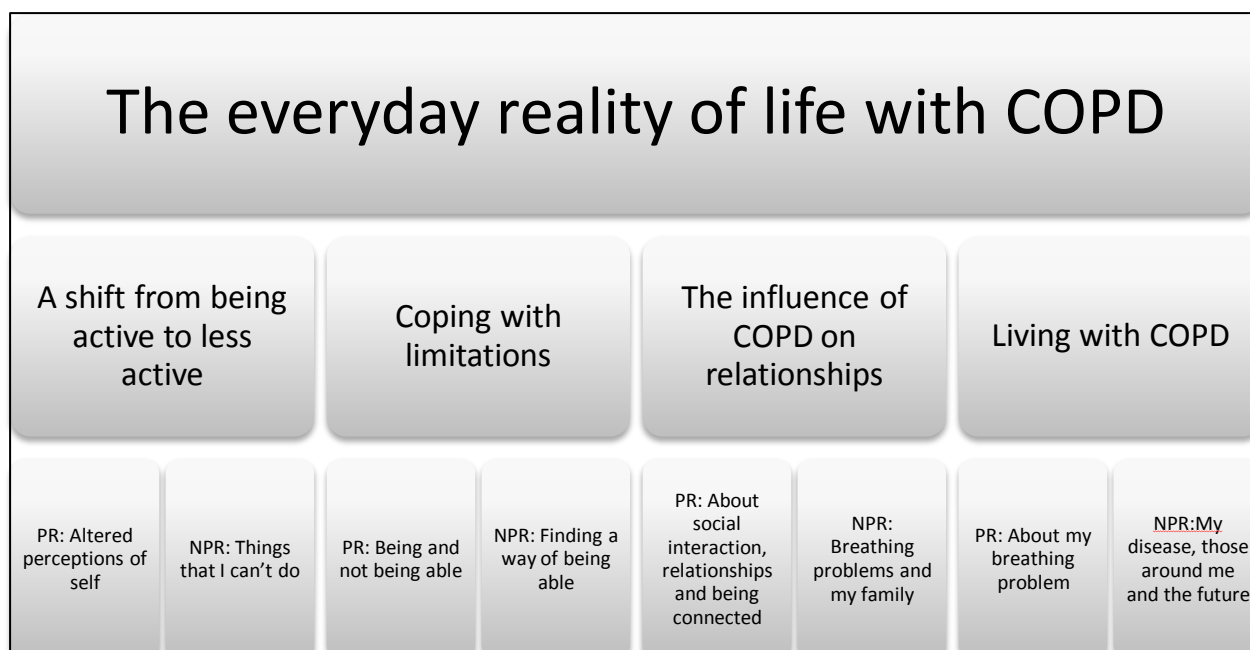 The everyday reality of life with COPD
A shift from being
active to less
active
Coping with
limitations
The influence of
COPD on
relationships
Living with COPD
PR: Altered
perceptions of
self
NPR: Things
that I can't do
PR: Being and
not being able
NPR: Finding a
way of being
able
PR: About
social
interaction,
relationships
and being
connected
NPR:
Breathing
problems and
my family
PR: About my
breathing
problem
NPR:My
disease, those
around me
and the future